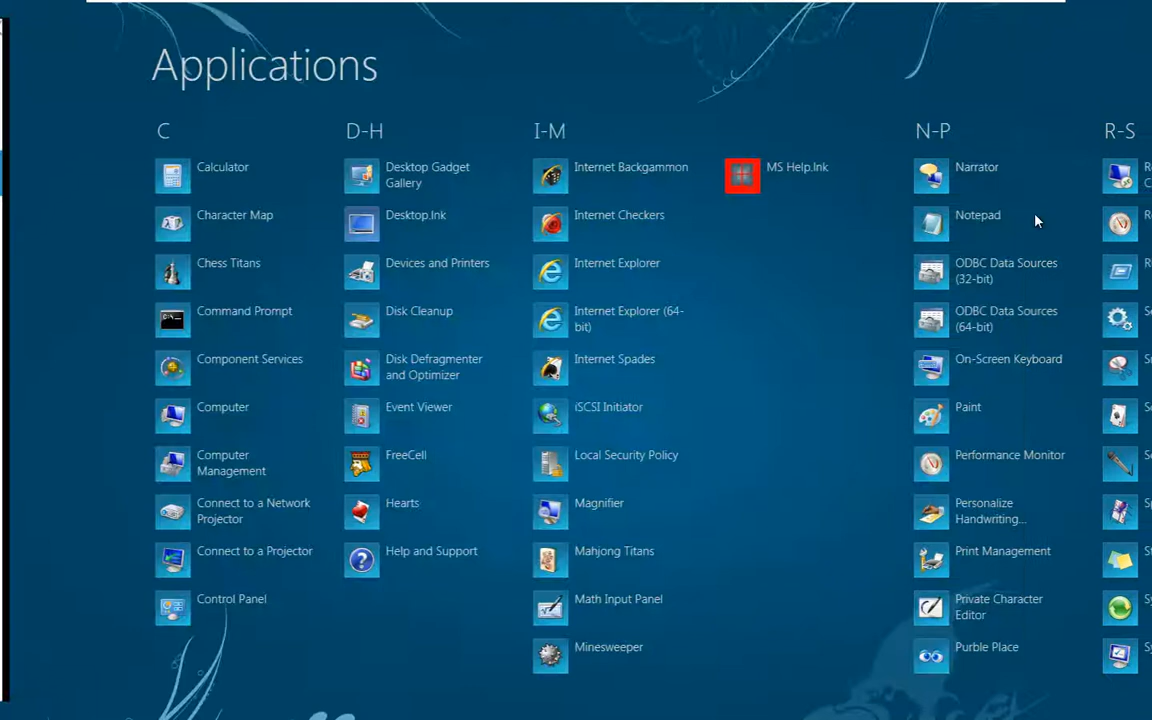 Applications
C
Calculator
Character Map
Chess Titans
Command Prompt
Component Services
Computer
Computer
Management
Connect to a Network
Projector
Connect to a Projector
Control Panel
D-H
Desktop Gadget
Gallery
Desktop.lnk
Devices and Printers
Disk Cleanup
Disk Defragmenter
and Optimizer
Event Viewer
FreeCell
Hearts
Help and Support
I-M
Internet Backgammon
Internet Checkers
Internet Explorer
Internet Explorer (64-
bit)
Internet Spades
iSCSI Initiator
Local Security Policy
Magnifier
Mahjong Titans
Math Input Panel
Minesweeper
MS Help.lnk
N-P
Narrator
Notepad
ODBC Data Sources
(32-bit)
ODBC Data Sources
(64-bit)
On-Screen Keyboard
Paint
Performance Monitor
Personalize
Handwriting...
Print Management
Private Character
Editor
Purble Place
R-S